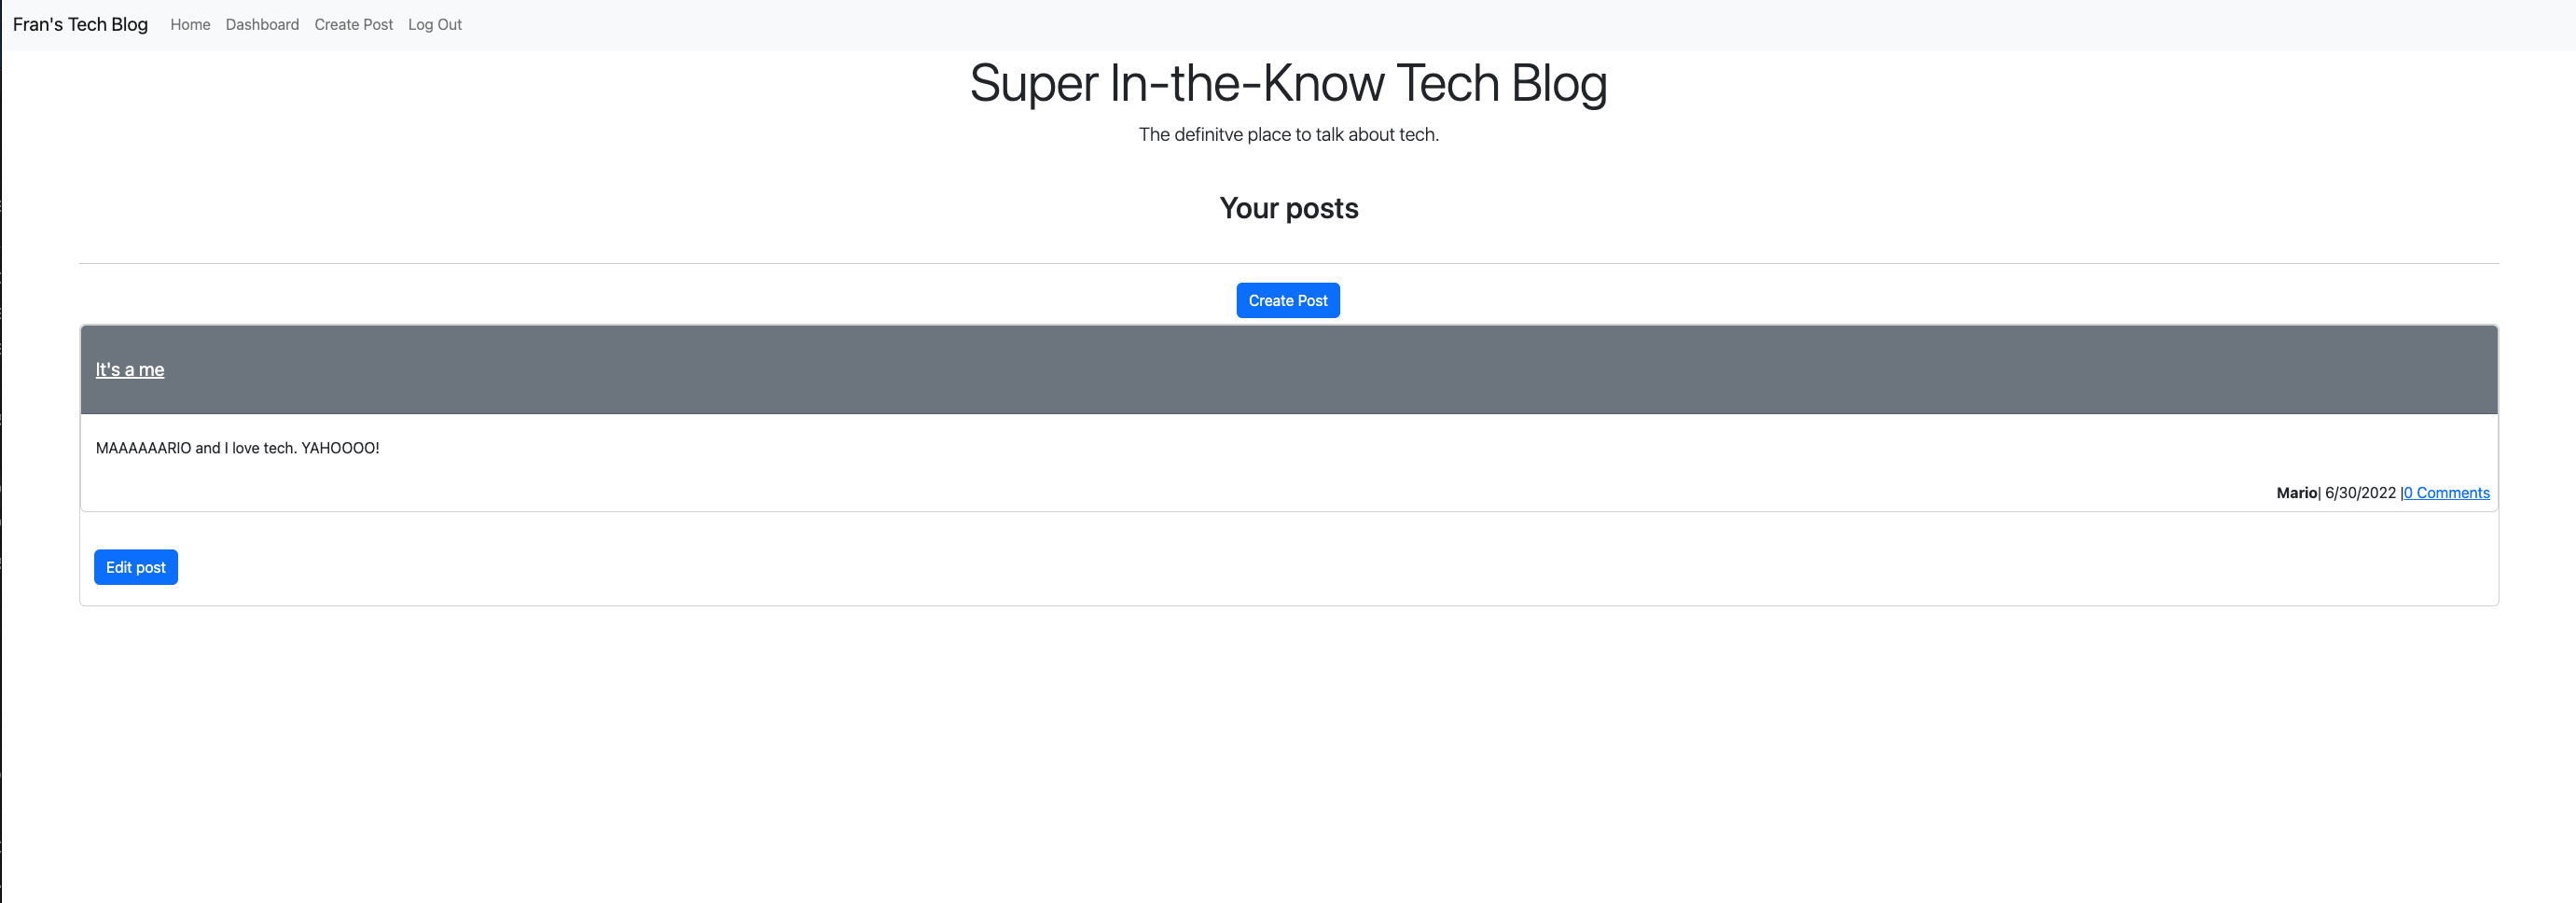 Fran's Tech Blog Home Dashboard Create Post Log Out
Super In-the-Know Tech Blog
The definitve place to talk about tech.
Your posts
Create Post
It's a me
MAAAAAARIO and I love tech. YAHOOOO!
Mario| 6/30/2022 |0 Comments
Edit post